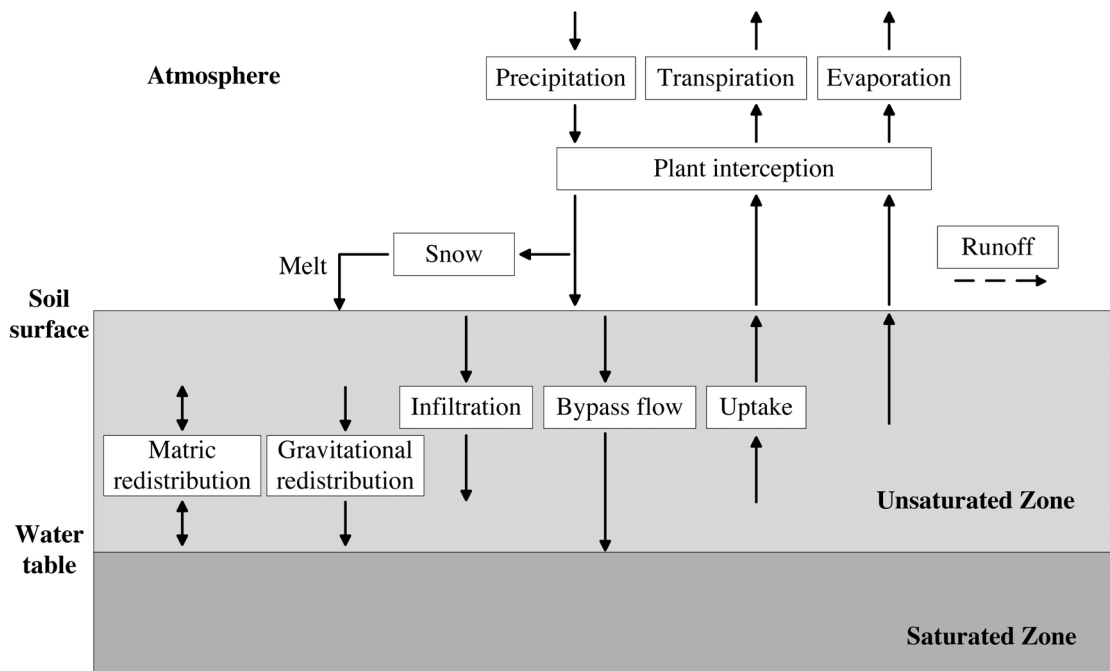 Atmosphere
Precipitation
Transpiration
Evaporation
Plant interception
Snow
Melt
Runoff
Soil
surface
Infiltration
Bypass flow
Uptake
Matric
redistribution
Gravitational
redistribution
Unsaturated Zone
Water
table
Saturated Zone